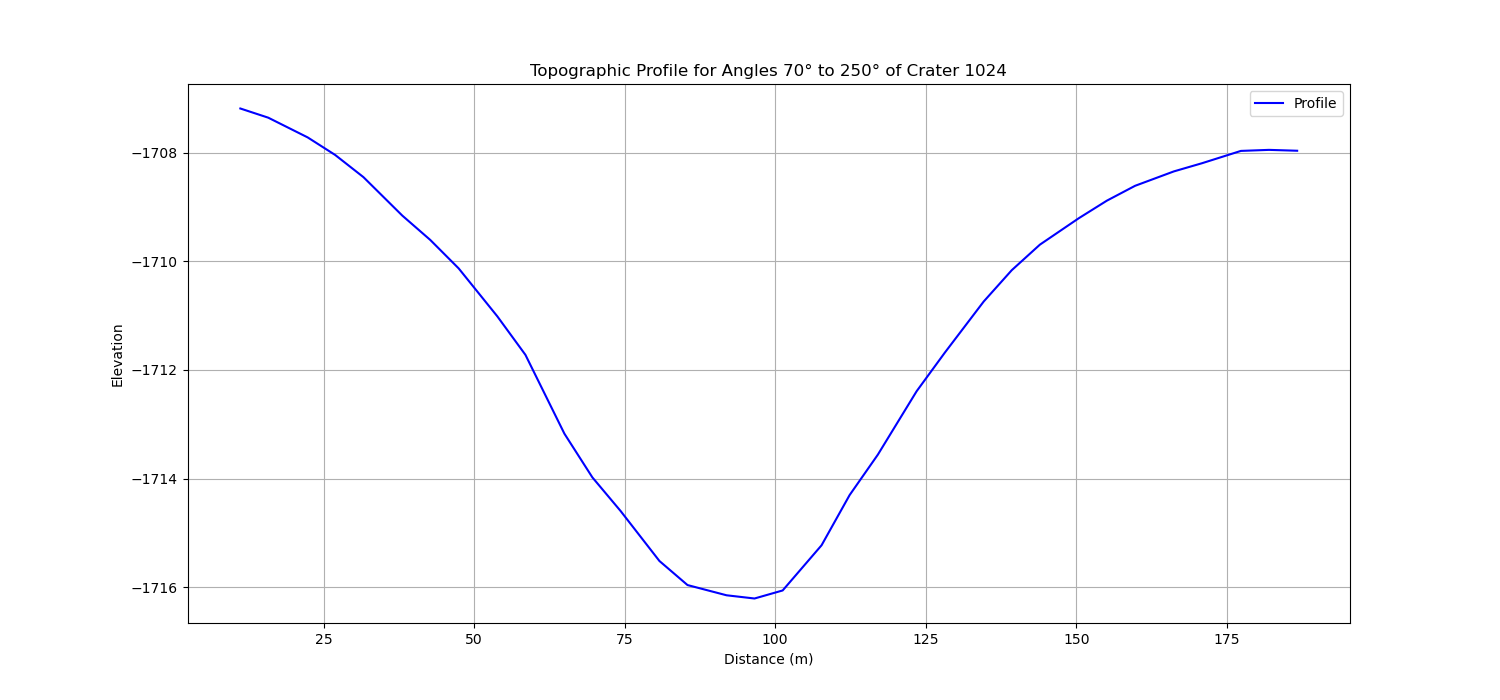 Topographic Profile for Angles 70° to 250° of Crater 1024
Profile
−1708
−1710
−1712
−1714
−1716
Elevation
25 50 75 100 125 150 175
Distance (m)